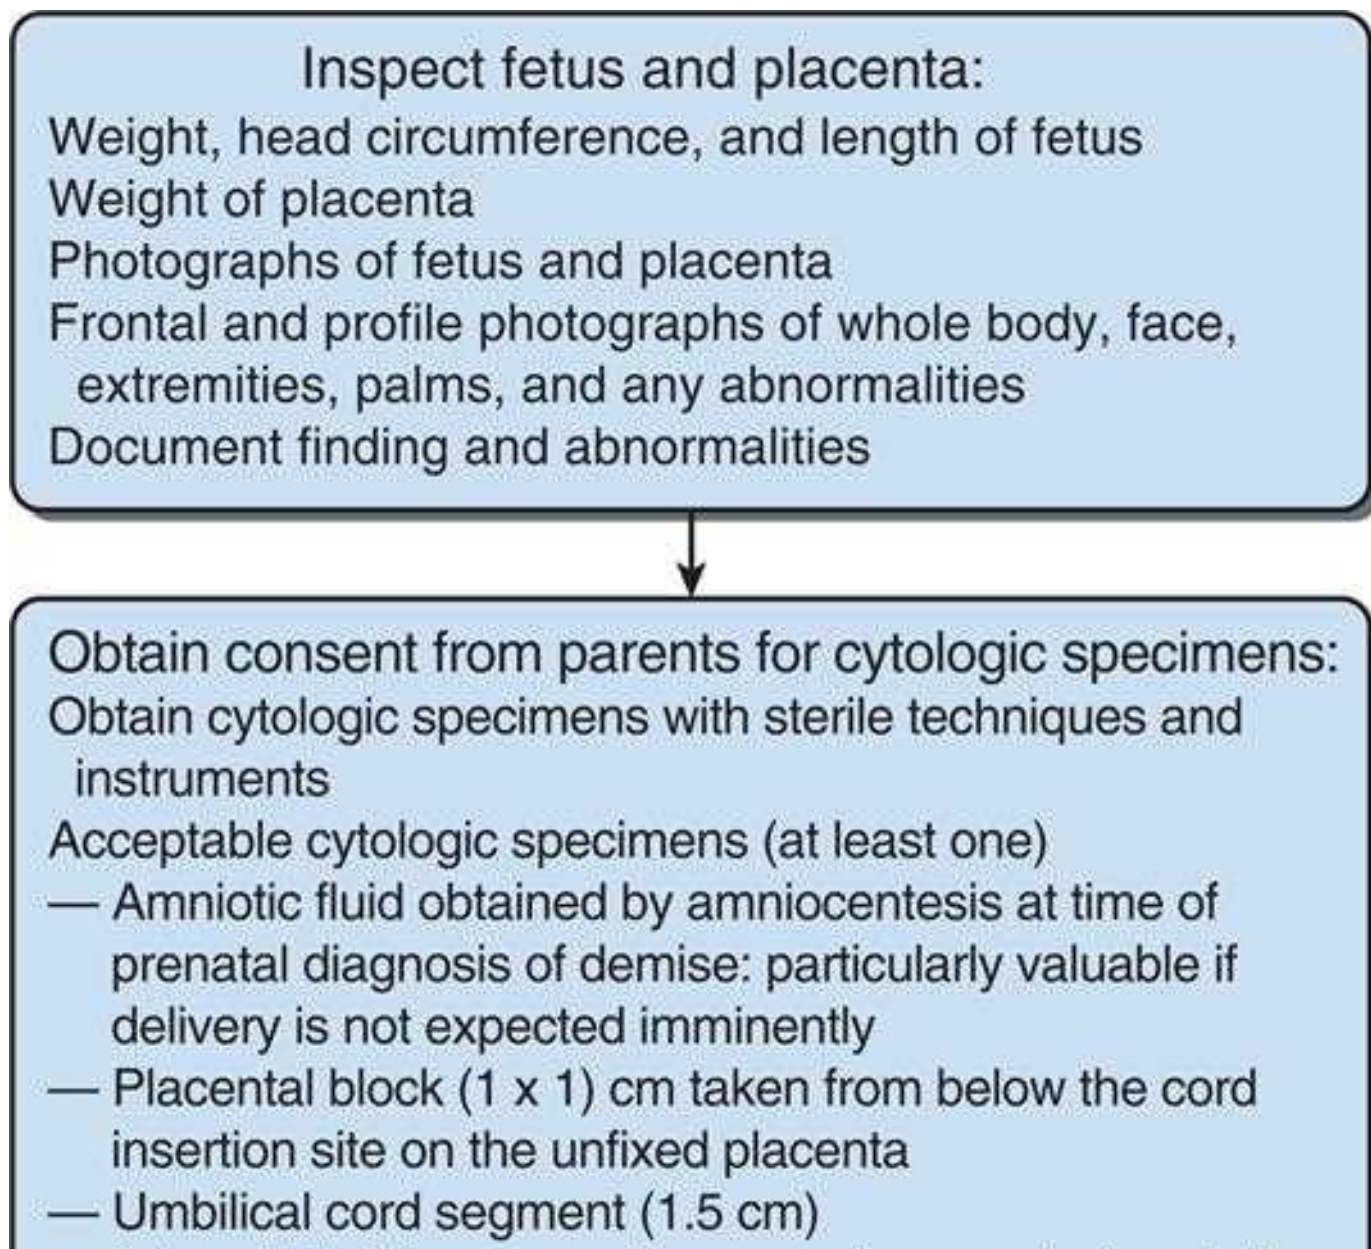 Inspect fetus and placenta:
Weight, head circumference, and length of fetus
Weight of placenta
Photographs of fetus and placenta
Frontal and profile photographs of whole body, face,
extremities, palms, and any abnormalities
Document finding and abnormalities
Obtain consent from parents for cytologic specimens:
Obtain cytologic specimens with sterile techniques and
instruments
Acceptable cytologic specimens (at least one)
— Amniotic fluid obtained by amniocentesis at time of
prenatal diagnosis of demise: particularly valuable if
delivery is not expected imminently
— Placental block (1 x 1) cm taken from below the cord
insertion site on the unfixed placenta
— Umbilical cord segment (1.5 cm)